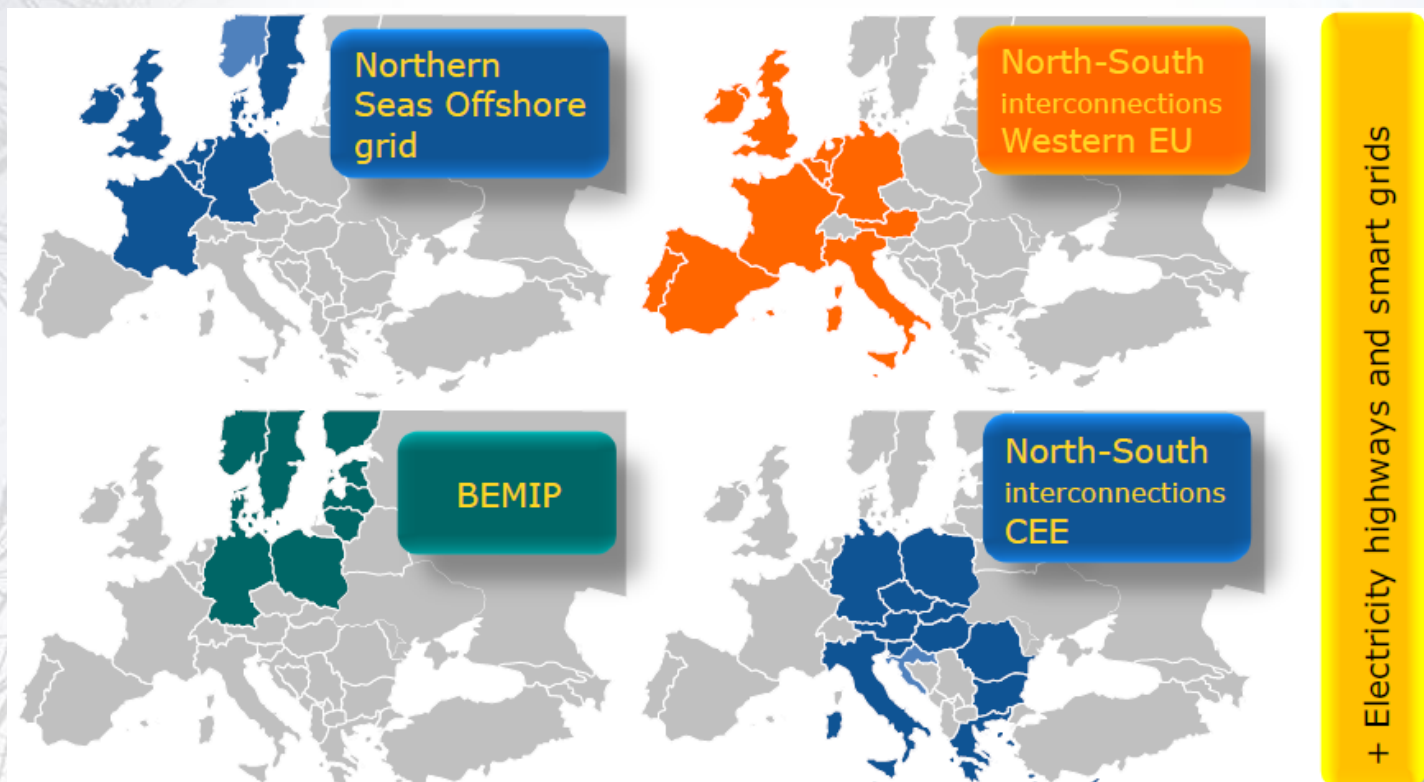 Northern
Seas Offshore
grid
North-South
interconnections
Western EU
BEMIP
North-South
interconnections
CEE
+ Electricity highways and smart grids